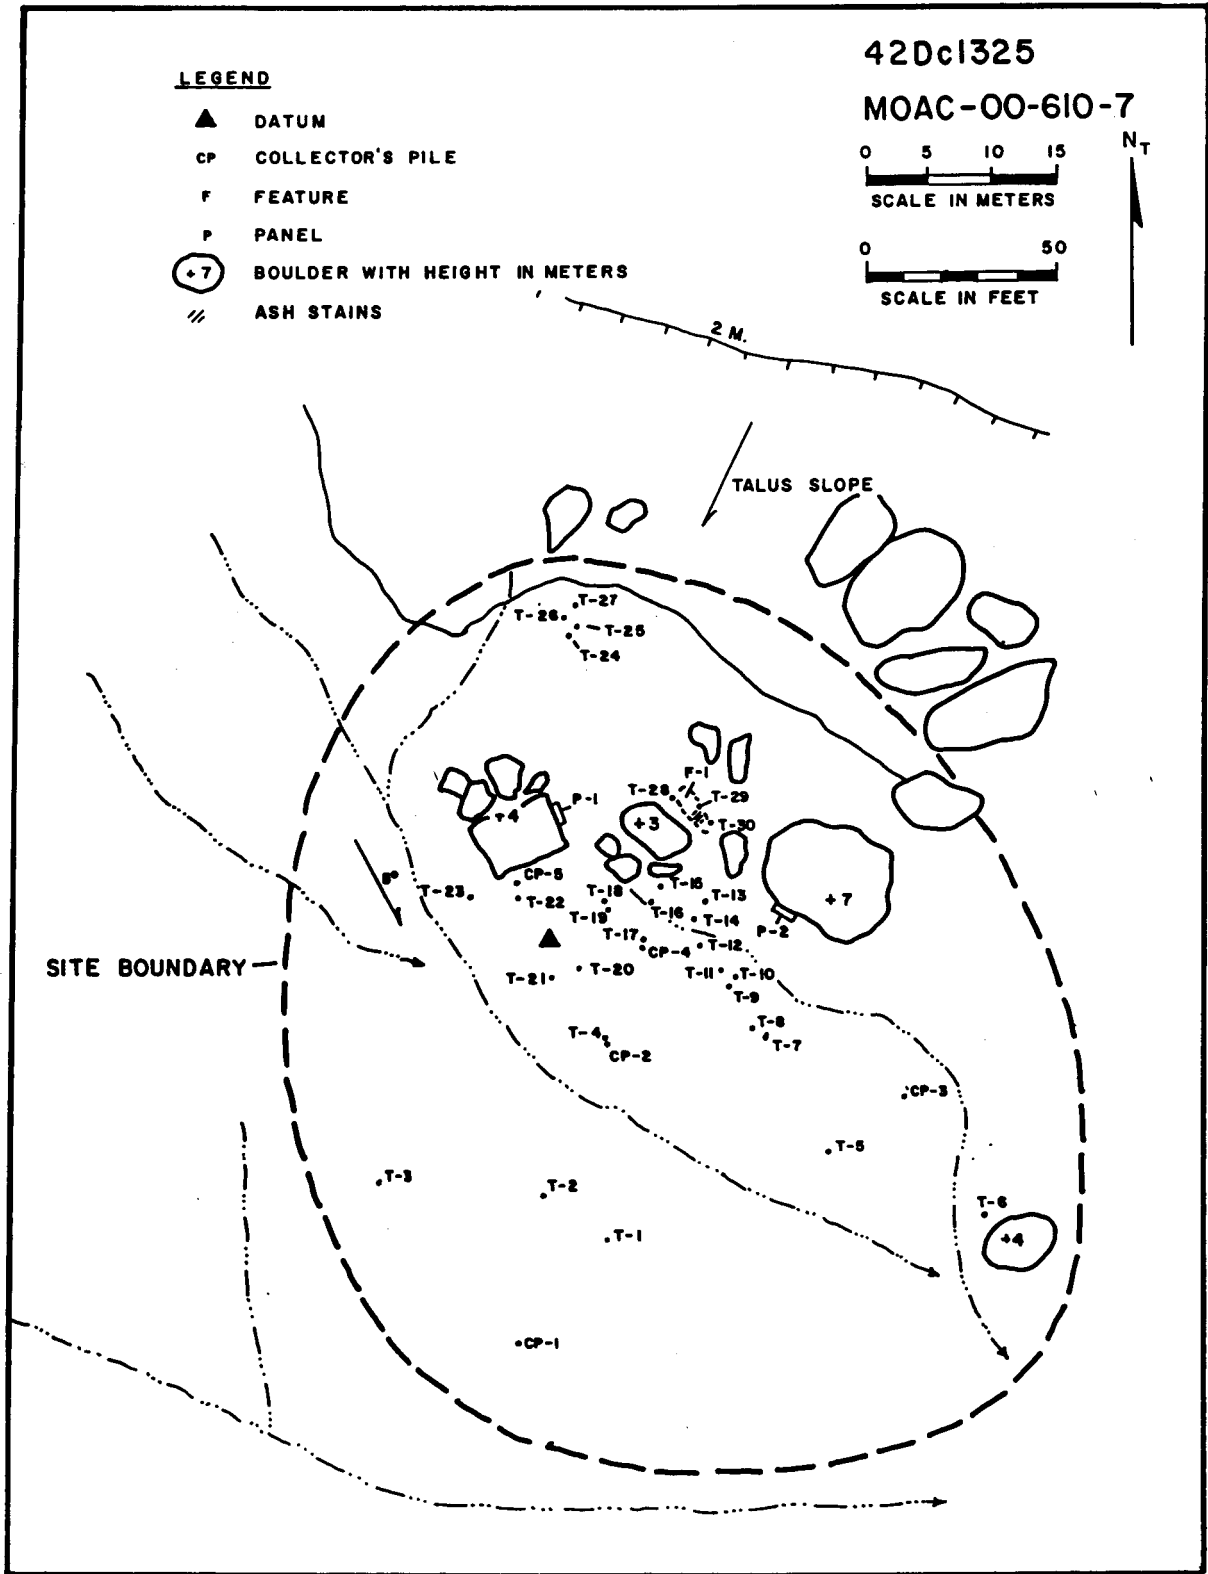 42Dc1325
MOAC-00-610-7
LEGEND
DATUM
CP COLLECTOR'S PILE
F FEATURE
P PANEL
+7 BOULDER WITH HEIGHT IN METERS
ASH STAINS
0 5 10 15
SCALE IN METERS
0 50
SCALE IN FEET
NT
2 M.
TALUS SLOPE
T-27
T-26
T-25
T-24
F-1
T-28
T-29
T-30
P-1
+4
+3
+7
P-2
8°
CP-5
T-23
T-22
T-18
T-15
T-13
T-19
T-16
T-14
T-17
CP-4
T-12
SITE BOUNDARY
T-21
T-20
T-11
T-10
T-9
T-8
T-7
T-4
CP-2
CP-3
T-5
T-3
T-2
T-6
T-1
+4
CP-1